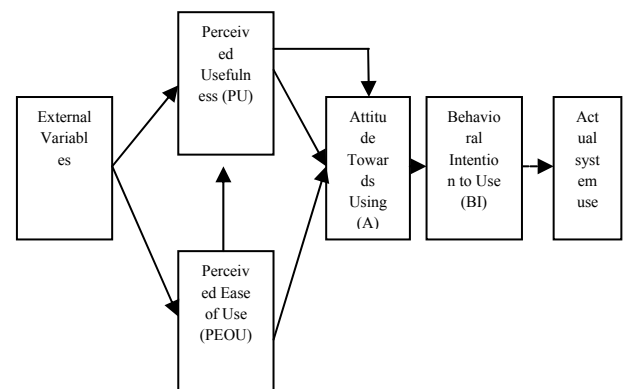 Perceiv
ed
Usefuln
ess (PU)
External
Variabl
es
Attitu
de
Towar
ds
Using
(A)
Behavio
ral
Intentio
n to Use
(BI)
Act
ual
syst
em
use
Perceiv
ed Ease
of Use
(PEOU)